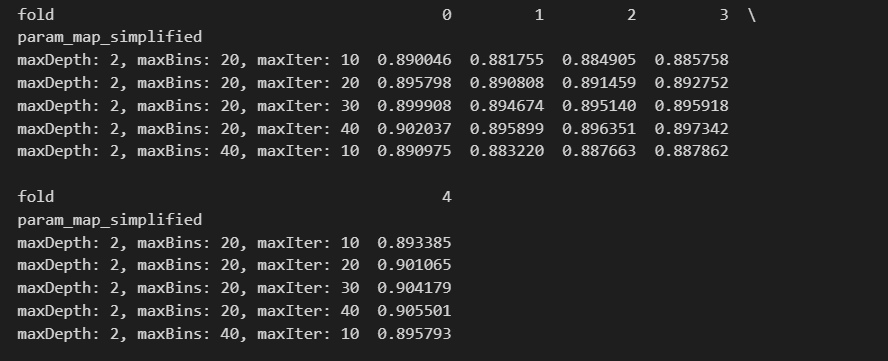 fold                                           0         1         2         3  \
param_map_simplified
maxDepth: 2, maxBins: 20, maxIter: 10  0.890046  0.881755  0.884905  0.885758
maxDepth: 2, maxBins: 20, maxIter: 20  0.895798  0.890808  0.891459  0.892752
maxDepth: 2, maxBins: 20, maxIter: 30  0.899908  0.894674  0.895140  0.895918
maxDepth: 2, maxBins: 20, maxIter: 40  0.902037  0.895899  0.896351  0.897342
maxDepth: 2, maxBins: 40, maxIter: 10  0.890975  0.883220  0.887663  0.887862

fold                                           4
param_map_simplified
maxDepth: 2, maxBins: 20, maxIter: 10  0.893385
maxDepth: 2, maxBins: 20, maxIter: 20  0.901065
maxDepth: 2, maxBins: 20, maxIter: 30  0.904179
maxDepth: 2, maxBins: 20, maxIter: 40  0.905501
maxDepth: 2, maxBins: 40, maxIter: 10  0.895793